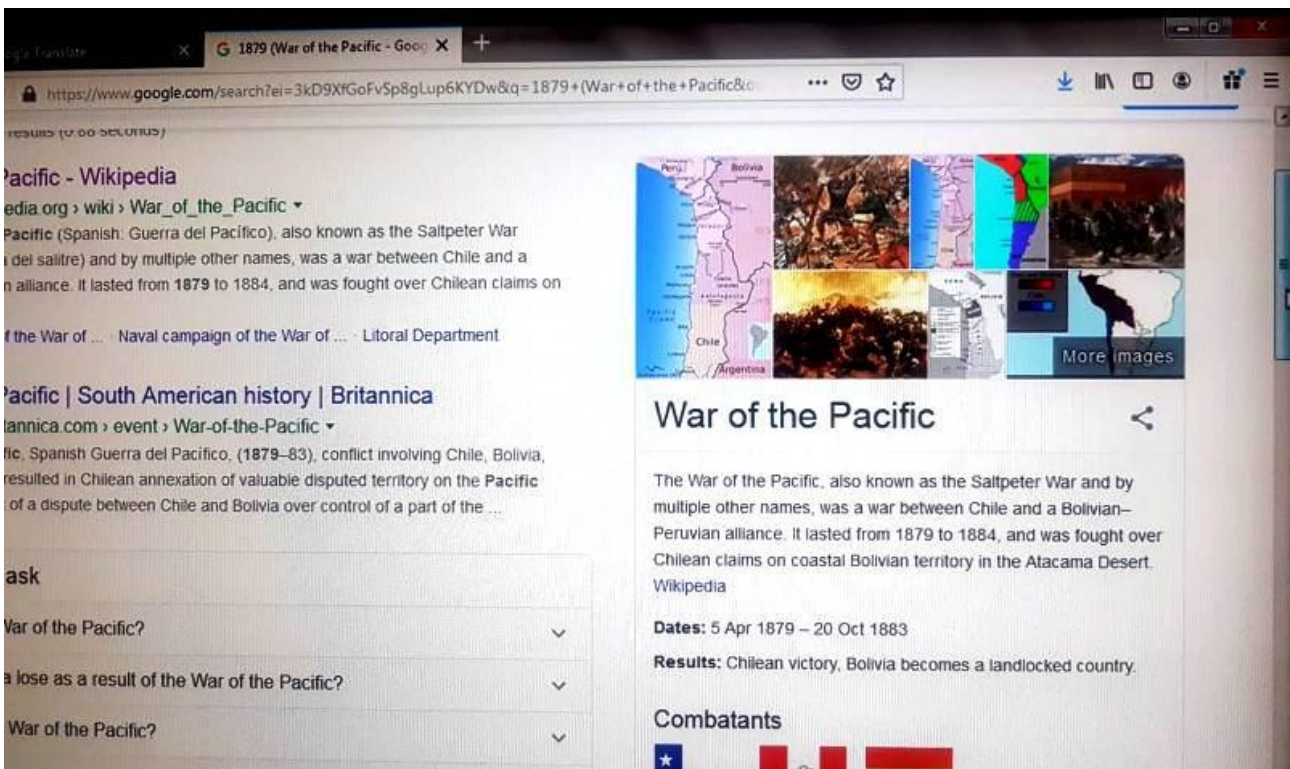 1879 (War of the Pacific - Goog
https://www.google.com/search?ei=3kD9XfGoFvSp8gLup6KYDw&q=1879+(War+of+the+Pacific&
Pacific - Wikipedia
edia.org › wiki › War_of_the_Pacific
Pacific (Spanish: Guerra del Pacífico), also known as the Saltpeter War
del salitre) and by multiple other names, was a war between Chile and a
n alliance. It lasted from 1879 to 1884, and was fought over Chilean claims on
f the War of ... · Naval campaign of the War of ... · Litoral Department
Pacific | South American history | Britannica
tannica.com › event › War-of-the-Pacific
fic, Spanish Guerra del Pacífico, (1879–83), conflict involving Chile, Bolivia,
resulted in Chilean annexation of valuable disputed territory on the Pacific
of a dispute between Chile and Bolivia over control of a part of the ...
ask
War of the Pacific?
a lose as a result of the War of the Pacific?
War of the Pacific?
Peru
Bolivia
Chile
Argentina
More images
War of the Pacific
The War of the Pacific, also known as the Saltpeter War and by
multiple other names, was a war between Chile and a Bolivian–
Peruvian alliance. It lasted from 1879 to 1884, and was fought over
Chilean claims on coastal Bolivian territory in the Atacama Desert.
Wikipedia
Dates: 5 Apr 1879 – 20 Oct 1883
Results: Chilean victory, Bolivia becomes a landlocked country.
Combatants